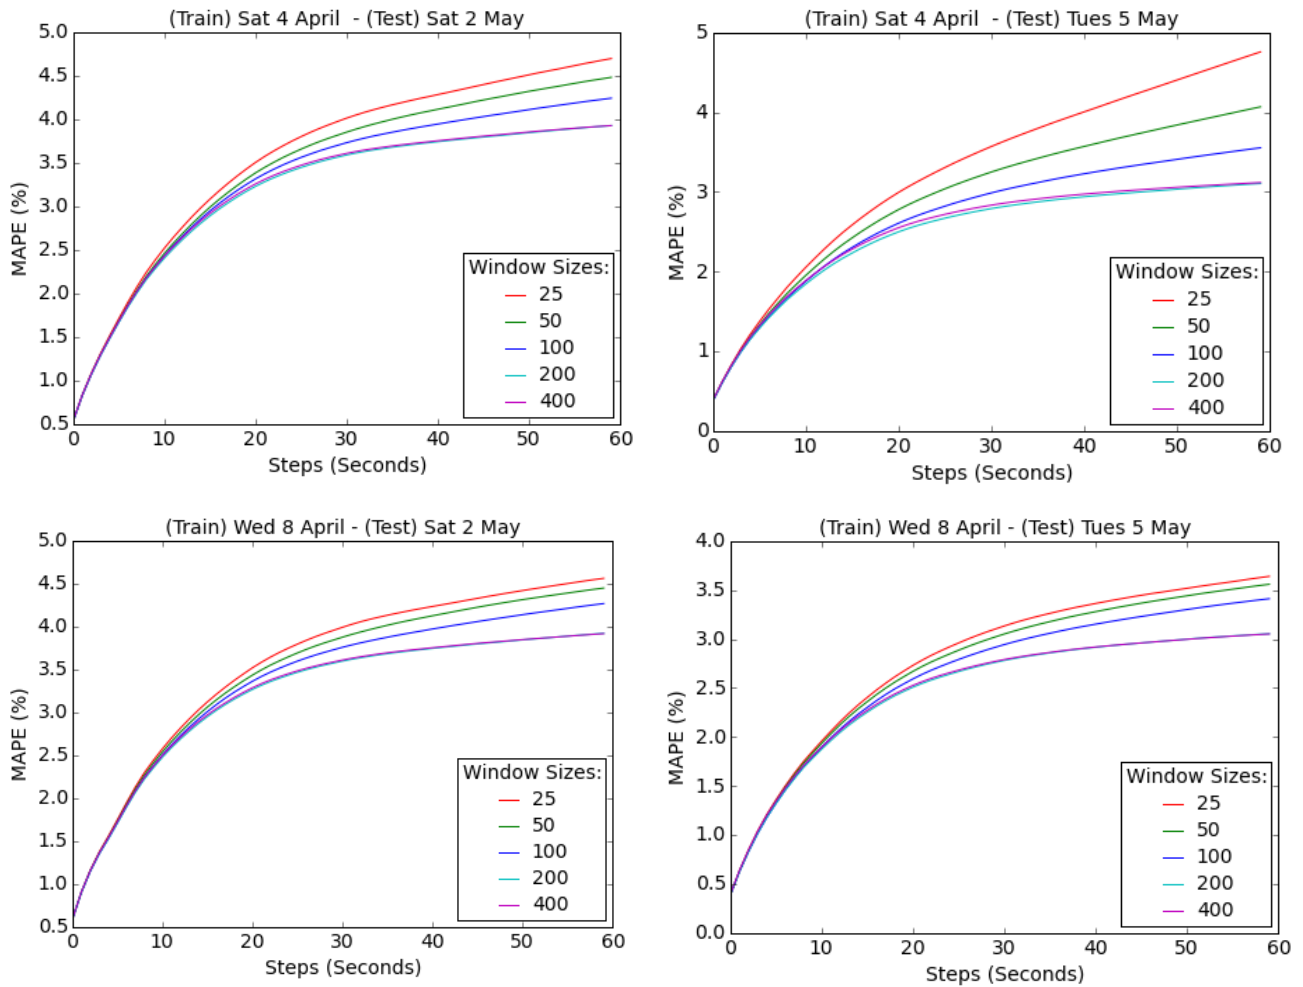 (Train) Sat 4 April - (Test) Sat 2 May
5.0
4.5
4.0
3.5
3.0
2.5
2.0
1.5
1.0
0.5
MAPE (%)
0 10 20 30 40 50 60
Steps (Seconds)
Window Sizes:
25
50
100
200
400
(Train) Sat 4 April - (Test) Tues 5 May
5
4
3
2
1
0
MAPE (%)
0 10 20 30 40 50 60
Steps (Seconds)
Window Sizes:
25
50
100
200
400
(Train) Wed 8 April - (Test) Sat 2 May
5.0
4.5
4.0
3.5
3.0
2.5
2.0
1.5
1.0
0.5
MAPE (%)
0 10 20 30 40 50 60
Steps (Seconds)
Window Sizes:
25
50
100
200
400
(Train) Wed 8 April - (Test) Tues 5 May
4.0
3.5
3.0
2.5
2.0
1.5
1.0
0.5
0.0
MAPE (%)
0 10 20 30 40 50 60
Steps (Seconds)
Window Sizes:
25
50
100
200
400